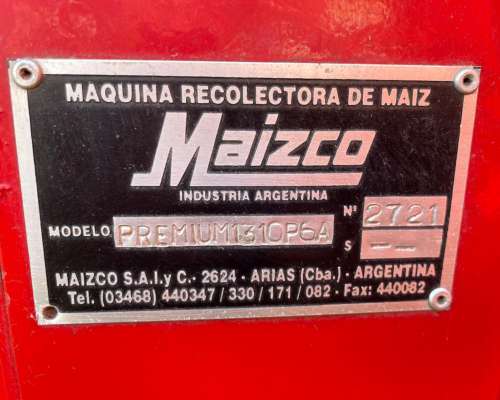 MAQUINA RECOLECTORA DE MAIZ
Maizco
INDUSTRIA ARGENTINA
MODELO PREMIUM1310P6A
Nº 2721
S --
MAIZCO S.A.I.y C. - 2624 - ARIAS (Cba.) - ARGENTINA
Tel. (03468) 440347 / 330 / 171 / 082 - Fax: 440082